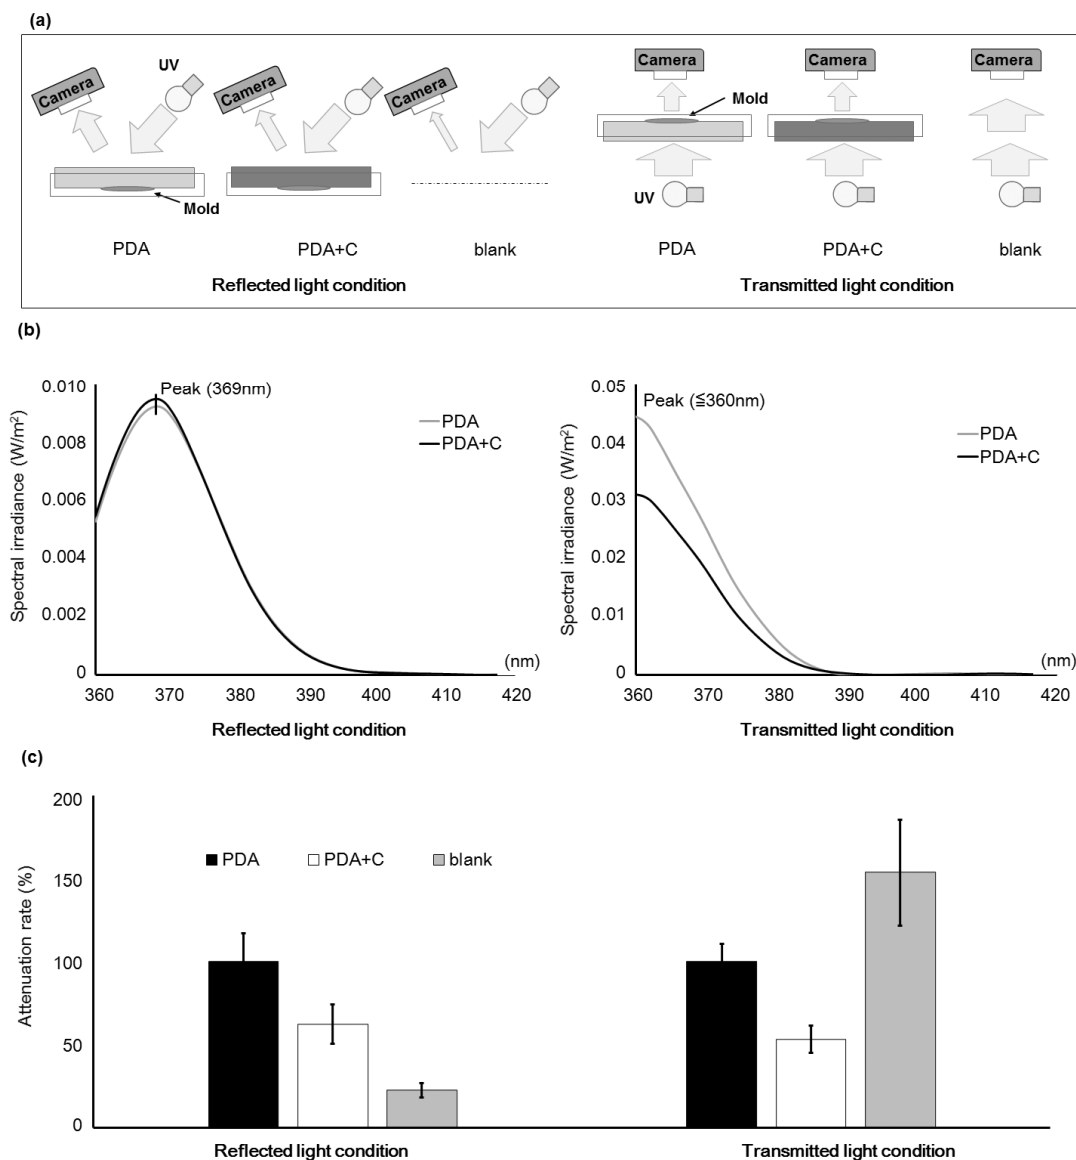 (a)
UV
Camera
Camera
Camera
Mold
PDA
PDA+C
blank
Reflected light condition
Camera
Camera
Camera
Mold
UV
PDA
PDA+C
blank
Transmitted light condition
(b)
Spectral irradiance (W/m²)
0.010
0.008
0.006
0.004
0.002
0
Peak (369nm)
PDA
PDA+C
(nm)
360 370 380 390 400 410 420
Reflected light condition
Spectral irradiance (W/m²)
0.05
0.04
0.03
0.02
0.01
0
Peak (≦360nm)
PDA
PDA+C
(nm)
360 370 380 390 400 410 420
Transmitted light condition
(c)
Attenuation rate (%)
200
150
100
50
0
PDA PDA+C blank
Reflected light condition
Transmitted light condition